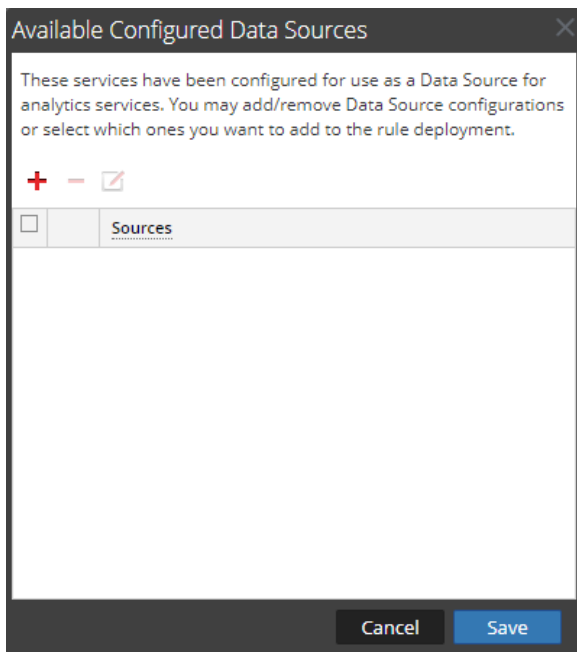 Available Configured Data Sources
These services have been configured for use as a Data Source for
analytics services. You may add/remove Data Source configurations
or select which ones you want to add to the rule deployment.
Sources
Cancel Save